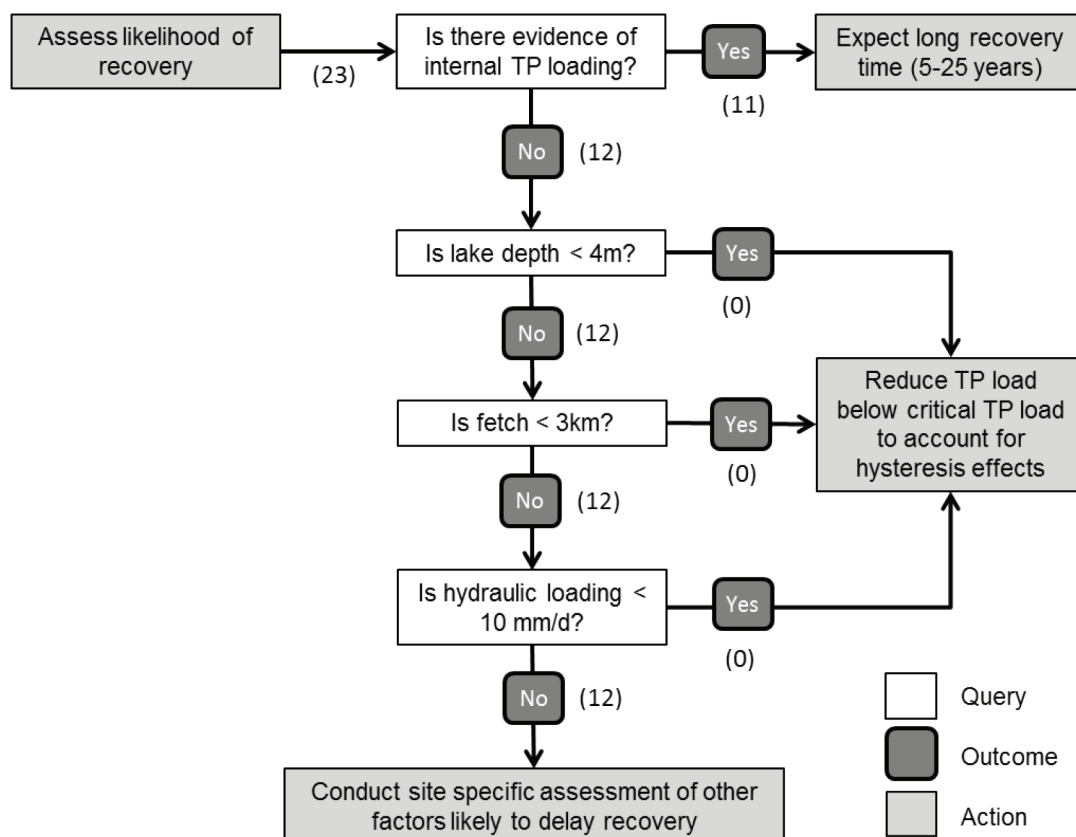 Assess likelihood of
recovery
(23)
Is there evidence of
internal TP loading?
Yes
(11)
Expect long recovery
time (5-25 years)
No
(12)
Is lake depth < 4m?
Yes
(0)
No
(12)
Is fetch < 3km?
Yes
(0)
Reduce TP load
below critical TP load
to account for
hysteresis effects
No
(12)
Is hydraulic loading <
10 mm/d?
Yes
(0)
No
(12)
Conduct site specific assessment of other
factors likely to delay recovery
Query
Outcome
Action